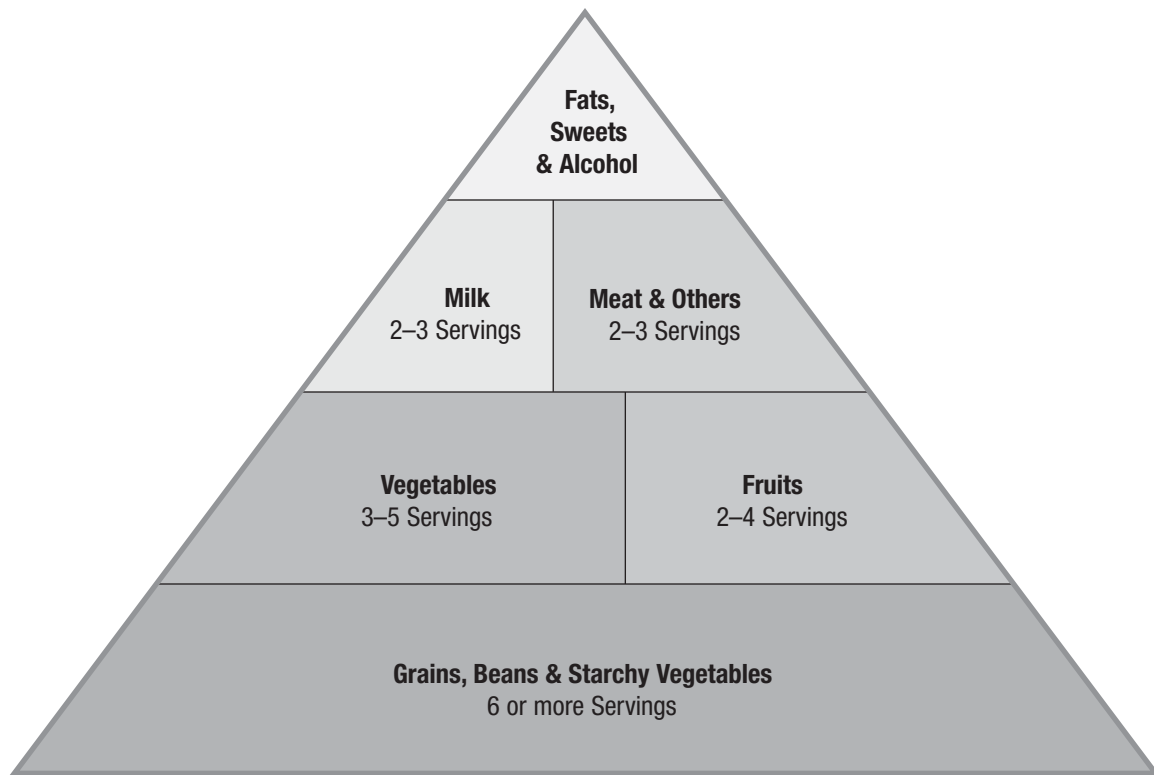 Fats,
Sweets
& Alcohol
Milk
2–3 Servings
Meat & Others
2–3 Servings
Vegetables
3–5 Servings
Fruits
2–4 Servings
Grains, Beans & Starchy Vegetables
6 or more Servings